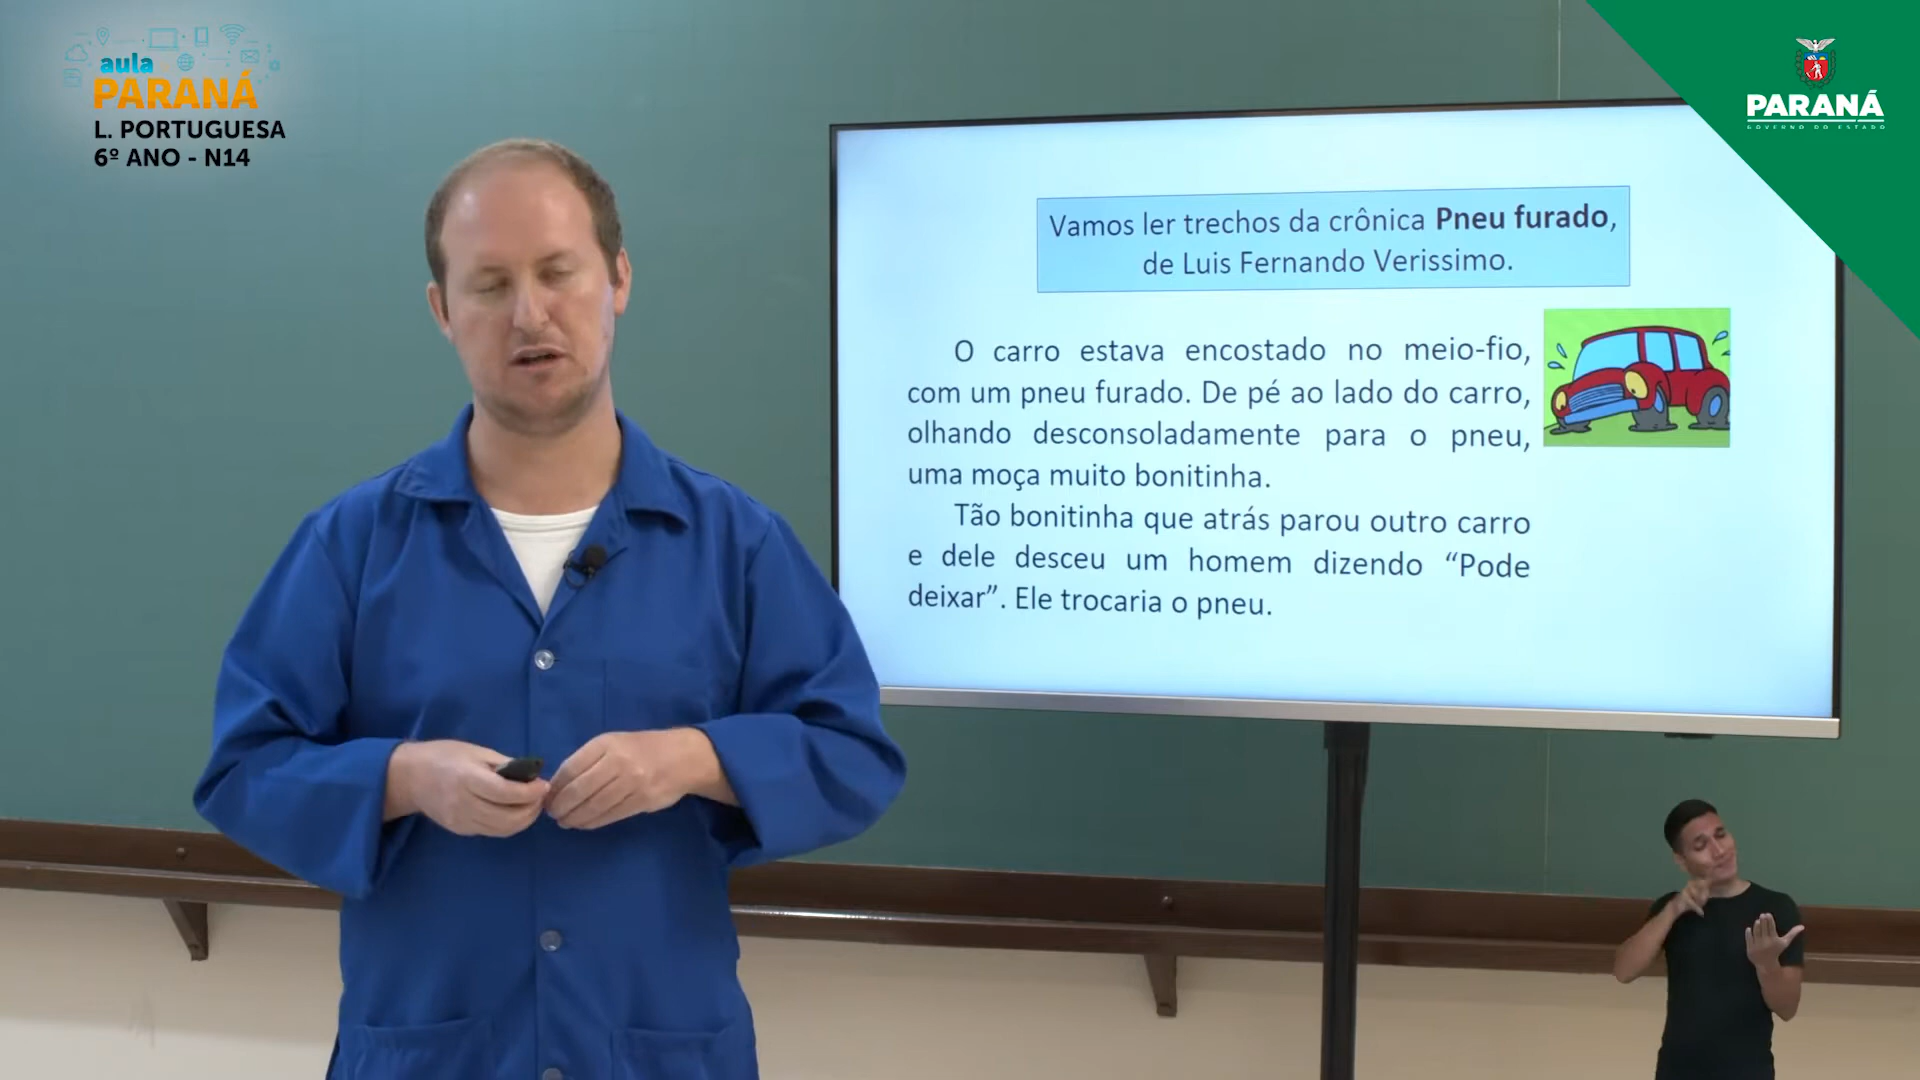 aula
PARANÁ
L. PORTUGUESA
6º ANO - N14
PARANÁ
GOVERNO DO ESTADO
Vamos ler trechos da crônica Pneu furado,
de Luis Fernando Verissimo.
O carro estava encostado no meio-fio,
com um pneu furado. De pé ao lado do carro,
olhando desconsoladamente para o pneu,
uma moça muito bonitinha.
Tão bonitinha que atrás parou outro carro
e dele desceu um homem dizendo “Pode
deixar”. Ele trocaria o pneu.